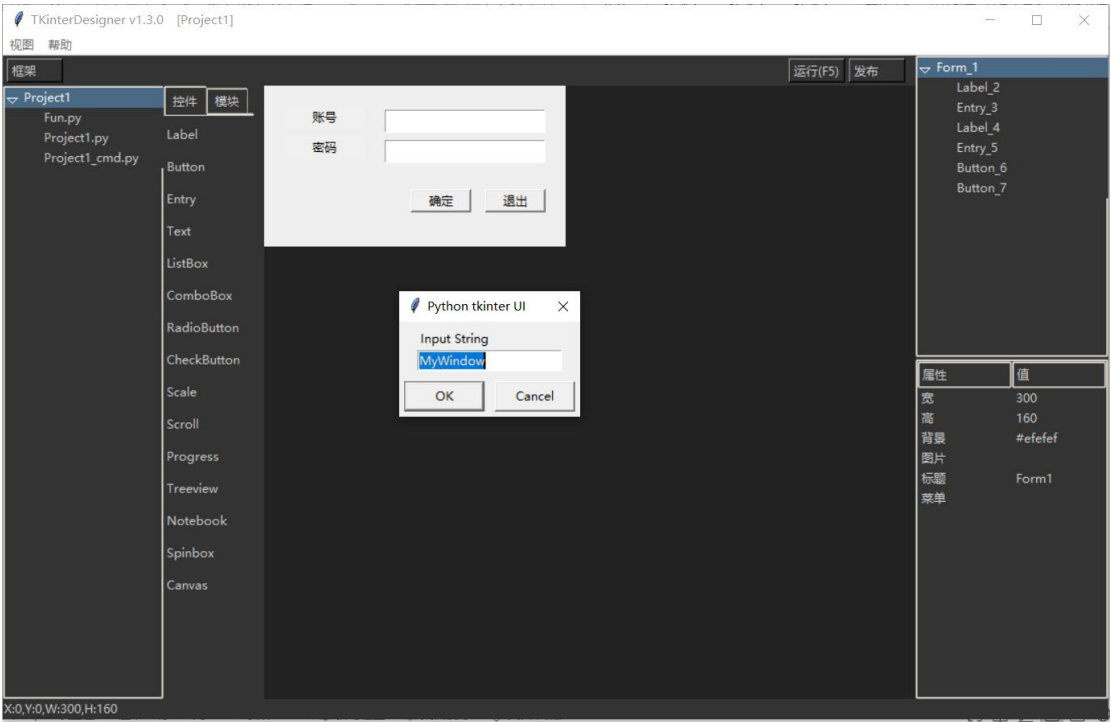 TKinterDesigner v1.3.0 [Project1]
视图 帮助
框架
运行(F5) 发布
Project1
Fun.py
Project1.py
Project1_cmd.py
控件 模块
Label
Button
Entry
Text
ListBox
ComboBox
RadioButton
CheckButton
Scale
Scroll
Progress
Treeview
Notebook
Spinbox
Canvas
账号
密码
确定 退出
Python tkinter UI
Input String
MyWindow
OK Cancel
Form_1
Label_2
Entry_3
Label_4
Entry_5
Button_6
Button_7
属性 值
宽 300
高 160
背景 #efefef
图片
标题 Form1
菜单
X:0,Y:0,W:300,H:160